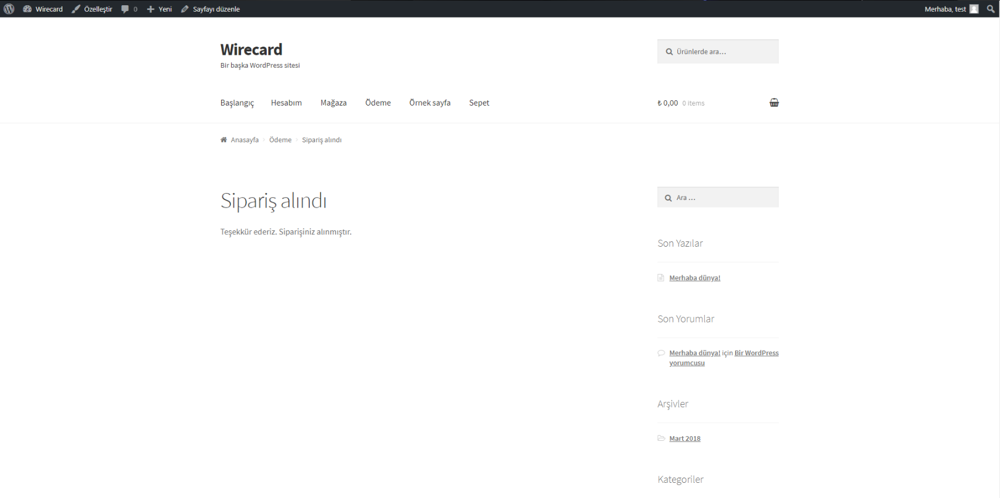 Wirecard Özelleştir 0 Yeni Sayfayı düzenle Merhaba, test
Wirecard
Bir başka WordPress sitesi
Ürünlerde ara…
Başlangıç Hesabım Mağaza Ödeme Örnek sayfa Sepet
₺ 0,00 0 items
Anasayfa Ödeme Sipariş alındı
Sipariş alındı
Teşekkür ederiz. Siparişiniz alınmıştır.
Ara …
Son Yazılar
Merhaba dünya!
Son Yorumlar
Merhaba dünya! için Bir WordPress
yorumcusu
Arşivler
Mart 2018
Kategoriler